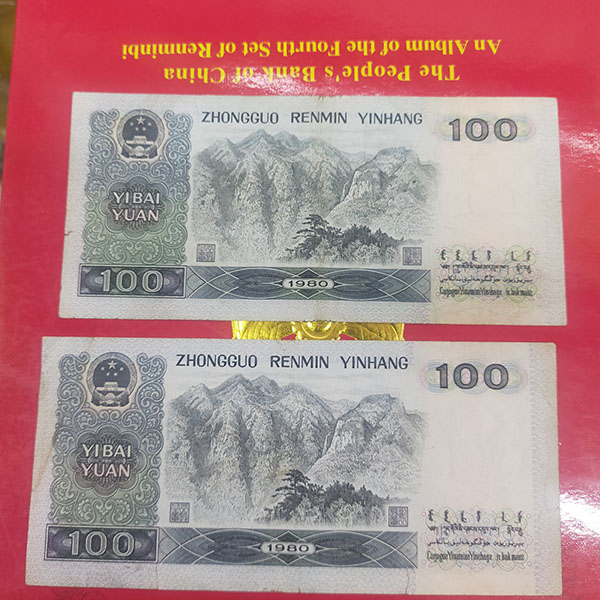 The People's Bank of China
An Album of the Fourth Set of Renminbi
ZHONGGUO RENMIN YINHANG 100
YIBAI
YUAN
100 1980
ZHONGGUO RENMIN YINHANG 100
YIBAI
YUAN
100 1980